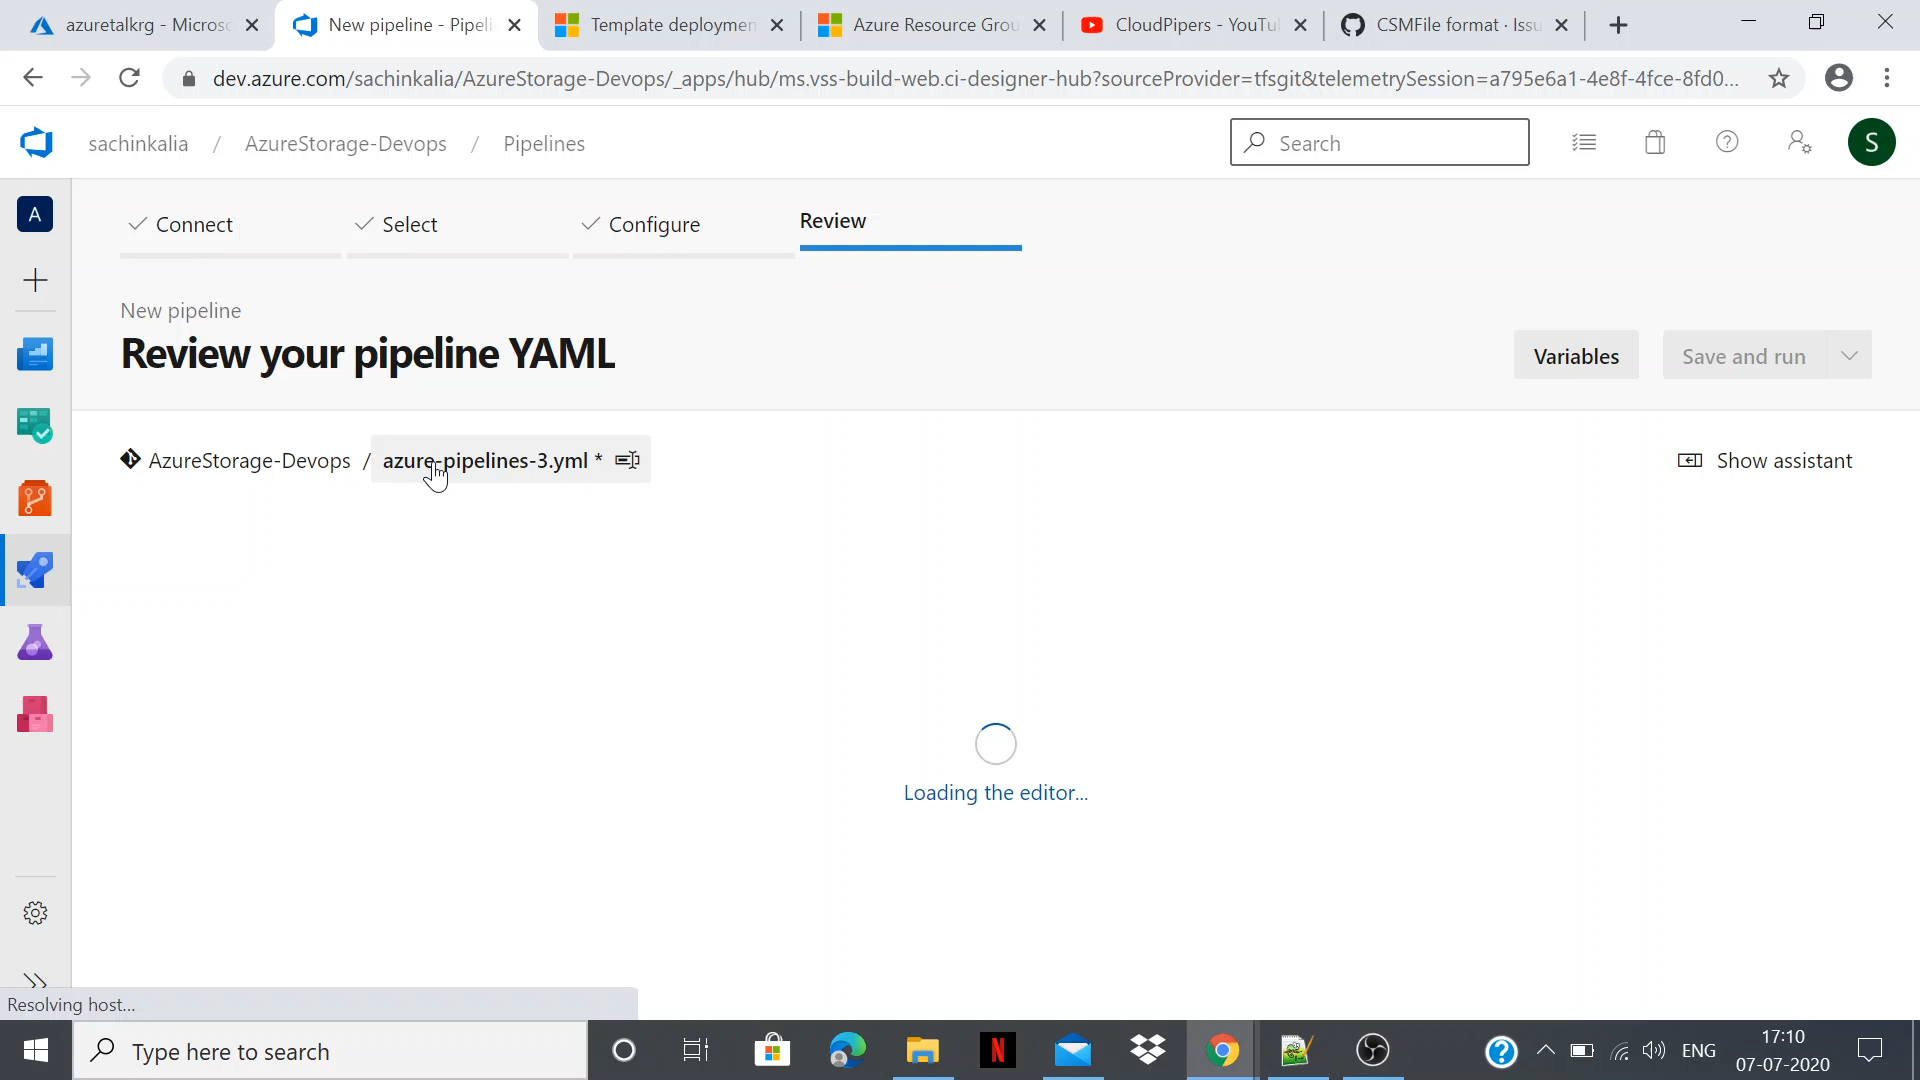 azuretalkrg - Microso
New pipeline - Pipeli
Template deploymen
Azure Resource Grou
CloudPipers - YouTu
CSMFile format · Issu
dev.azure.com/sachinkalia/AzureStorage-Devops/_apps/hub/ms.vss-build-web.ci-designer-hub?sourceProvider=tfsgit&telemetrySession=a795e6a1-4e8f-4fce-8fd0...
sachinkalia / AzureStorage-Devops / Pipelines
Search
S
A
Connect
Select
Configure
Review
New pipeline
Review your pipeline YAML
Variables
Save and run
AzureStorage-Devops / azure-pipelines-3.yml *
Show assistant
Loading the editor...
Resolving host...
Type here to search
N
ENG
17:10
07-07-2020